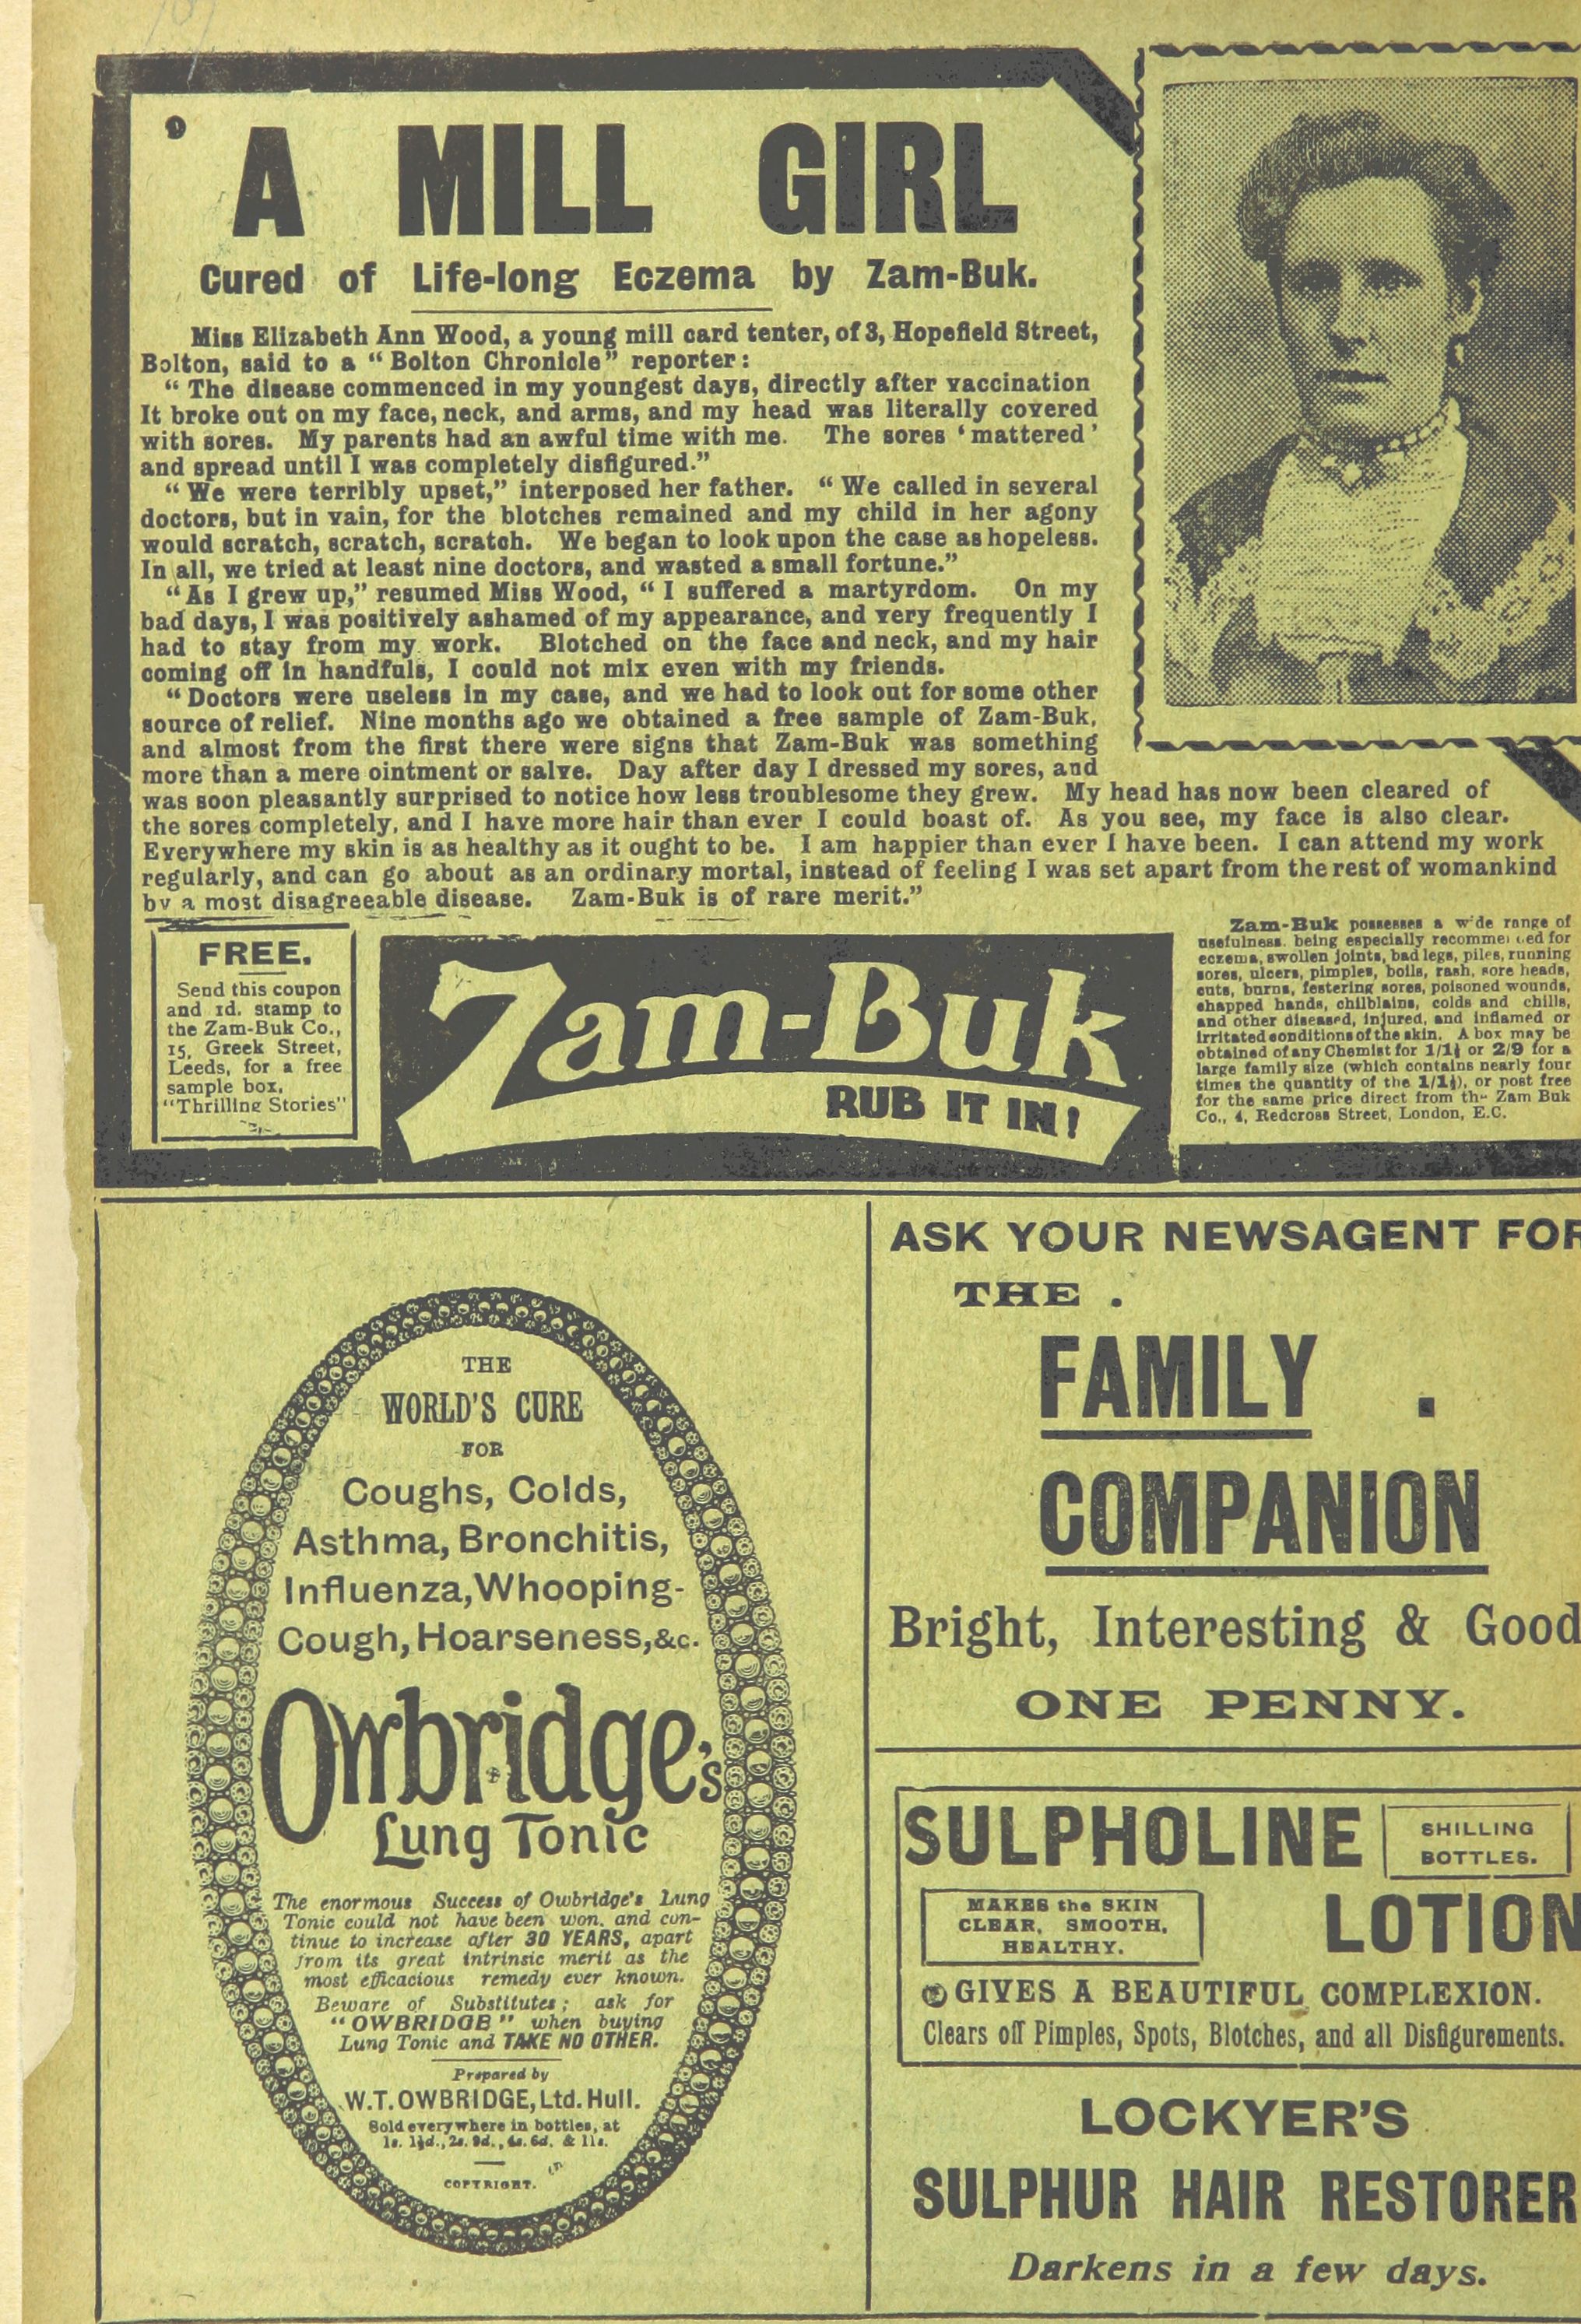 A MILL GIRL
Cured of Life-long Eczema by Zam-Buk.
Miss Elizabeth Ann Wood, a young mill card tenter, of 3, Hopefield Street,
Bolton, said to a “ Bolton Chronicle” reporter :
“ The disease commenced in my youngest days, directly after vaccination
It broke out on my face, neck, and arms, and my head was literally covered
with sores. My parents had an awful time with me. The sores ‘ mattered ’
and spread until I was completely disfigured.”
“ We were terribly upset,” interposed her father. “ We called in several
doctors, but in vain, for the blotches remained and my child in her agony
would scratch, scratch, scratch. We began to look upon the case as hopeless.
In all, we tried at least nine doctors, and wasted a small fortune.”
“As I grew up,” resumed Miss Wood, “ I suffered a martyrdom. On my
bad days, I was positively ashamed of my appearance, and very frequently I
had to stay from my work. Blotched on the face and neck, and my hair
coming off in handfuls, I could not mix even with my friends.
“ Doctors were useless in my case, and we had to look out for some other
source of relief. Nine months ago we obtained a free sample of Zam-Buk,
and almost from the first there were signs that Zam-Buk was something
more than a mere ointment or salve. Day after day I dressed my sores, and
was soon pleasantly surprised to notice how less troublesome they grew. My head has now been cleared of
the sores completely, and I have more hair than ever I could boast of. As you see, my face is also clear.
Everywhere my skin is as healthy as it ought to be. I am happier than ever I have been. I can attend my work
regularly, and can go about as an ordinary mortal, instead of feeling I was set apart from the rest of womankind
by a most disagreeable disease. Zam-Buk is of rare merit.”
FREE.
Send this coupon
and 1d. stamp to
the Zam-Buk Co.,
15, Greek Street,
Leeds, for a free
sample box.
“Thrilling Stories”
Zam-Buk
RUB IT IN!
Zam-Buk possesses a wide range of
usefulness, being especially recommended for
eczema, swollen joints, bad legs, piles, running
sores, ulcers, pimples, boils, rash, sore heads,
cuts, burns, festering sores, poisoned wounds,
chapped hands, chilblains, colds and chills,
and other diseased, injured, and inflamed or
irritated conditions of the skin. A box may be
obtained of any Chemist for 1/1½ or 2/9 for a
large family size (which contains nearly four
times the quantity of the 1/1½), or post free
for the same price direct from the Zam Buk
Co., 4, Redcross Street, London, E.C.
THE
WORLD'S CURE
FOR
Coughs, Colds,
Asthma, Bronchitis,
Influenza, Whooping-
Cough, Hoarseness, &c.
Owbridge's
Lung Tonic
The enormous Success of Owbridge's Lung
Tonic could not have been won, and con-
tinue to increase after 30 YEARS, apart
from its great intrinsic merit as the
most efficacious remedy ever known.
Beware of Substitutes ; ask for
“ OWBRIDGE ” when buying
Lung Tonic and TAKE NO OTHER.
Prepared by
W.T. OWBRIDGE, Ltd. Hull.
Sold everywhere in bottles, at
1s. 1½d., 2s. 9d., 4s. 6d. & 11s.
COPYRIGHT.
ASK YOUR NEWSAGENT FOR
THE .
FAMILY .
COMPANION
Bright, Interesting & Good
ONE PENNY.
SULPHOLINE
SHILLING
BOTTLES.
MAKES the SKIN
CLEAR, SMOOTH,
HEALTHY.
LOTION
GIVES A BEAUTIFUL COMPLEXION.
Clears off Pimples, Spots, Blotches, and all Disfigurements.
LOCKYER'S
SULPHUR HAIR RESTORER
Darkens in a few days.